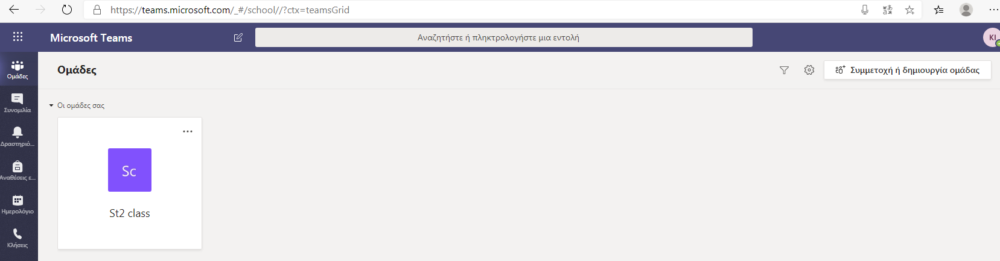 https://teams.microsoft.com/_#/school//?ctx=teamsGrid
Microsoft Teams
Αναζητήστε ή πληκτρολογήστε μια εντολή
KI
Ομάδες
Συνομιλία
Δραστηριό...
Αναθέσεις ε...
Ημερολόγιο
Κλήσεις
Ομάδες
Συμμετοχή ή δημιουργία ομάδας
Οι ομάδες σας
Sc
St2 class